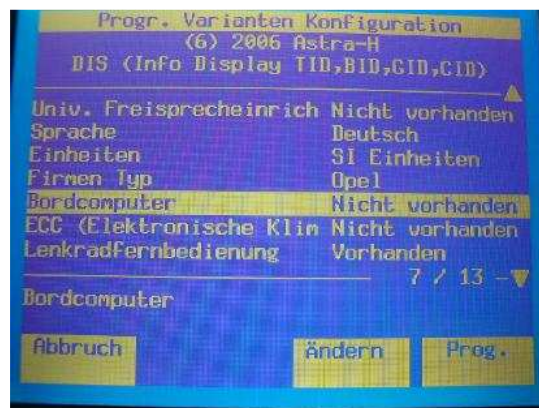 Progr. Varianten Konfiguration
(6) 2006 Astra-H
DIS (Info Display TID,BID,GID,CID)
Univ. Freisprecheinrich Nicht vorhanden
Sprache Deutsch
Einheiten SI Einheiten
Firmen Typ Opel
Bordcomputer Nicht vorhanden
ECC (Elektronische Klim Nicht vorhanden
Lenkradfernbedienung Vorhanden
7 / 13
Bordcomputer
Abbruch Ändern Prog.